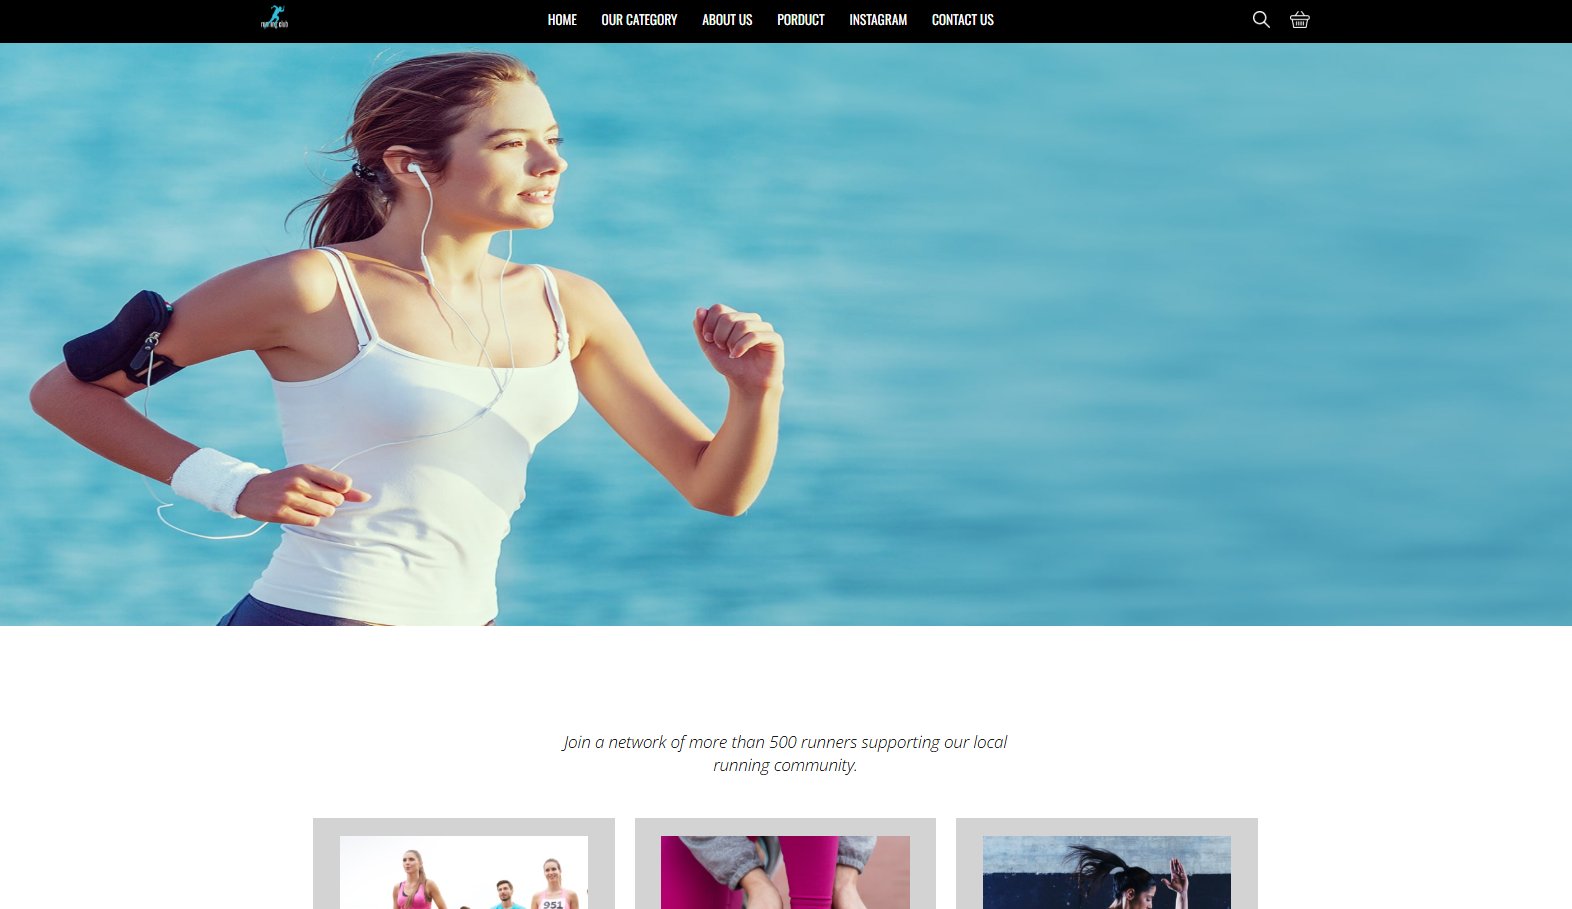 running club
HOME OUR CATEGORY ABOUT US PORDUCT INSTAGRAM CONTACT US
Join a network of more than 500 runners supporting our local
running community.
951